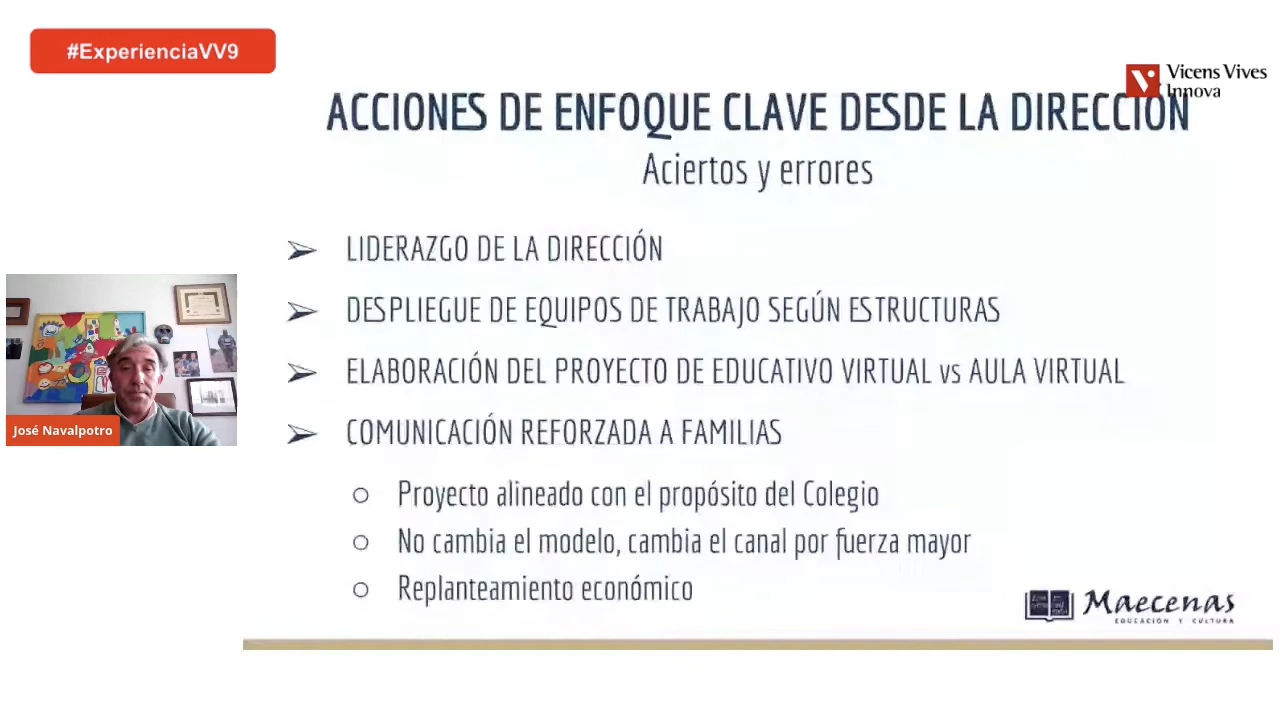 #ExperienciaVV9
Vicens Vives
Innova
ACCIONES DE ENFOQUE CLAVE DESDE LA DIRECCIÓN
Aciertos y errores
➢ LIDERAZGO DE LA DIRECCIÓN
➢ DESPLIEGUE DE EQUIPOS DE TRABAJO SEGÚN ESTRUCTURAS
➢ ELABORACIÓN DEL PROYECTO DE EDUCATIVO VIRTUAL vs AULA VIRTUAL
➢ COMUNICACIÓN REFORZADA A FAMILIAS
○ Proyecto alineado con el propósito del Colegio
○ No cambia el modelo, cambia el canal por fuerza mayor
○ Replanteamiento económico
José Navalpotro
Maecenas
EDUCACIÓN Y CULTURA